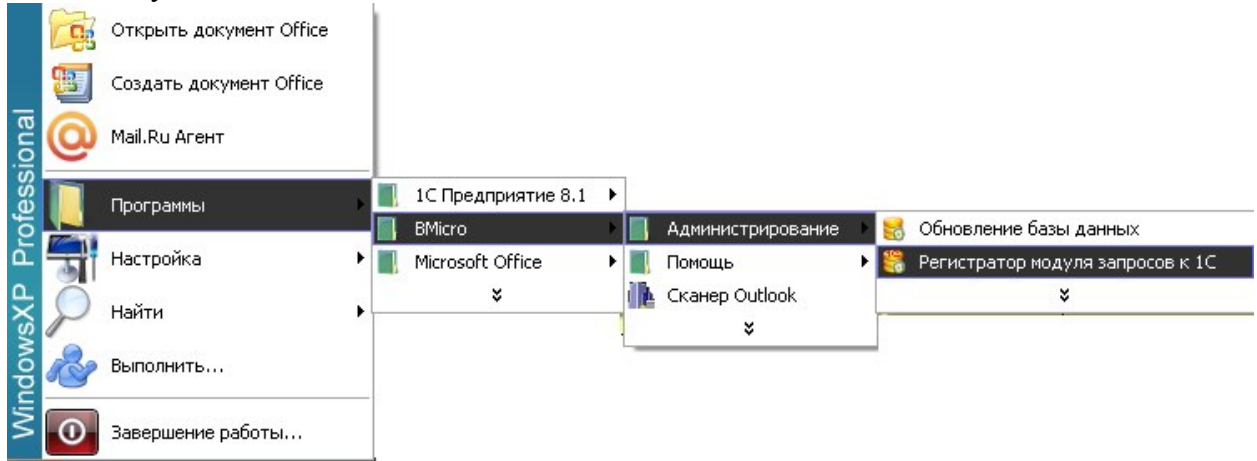 Открыть документ Office
Создать документ Office
Mail.Ru Агент
Программы
Настройка
Найти
Выполнить...
Завершение работы...
WindowsXP Professional
1С Предприятие 8.1
BMicro
Microsoft Office
Администрирование
Помощь
Сканер Outlook
Обновление базы данных
Регистратор модуля запросов к 1С